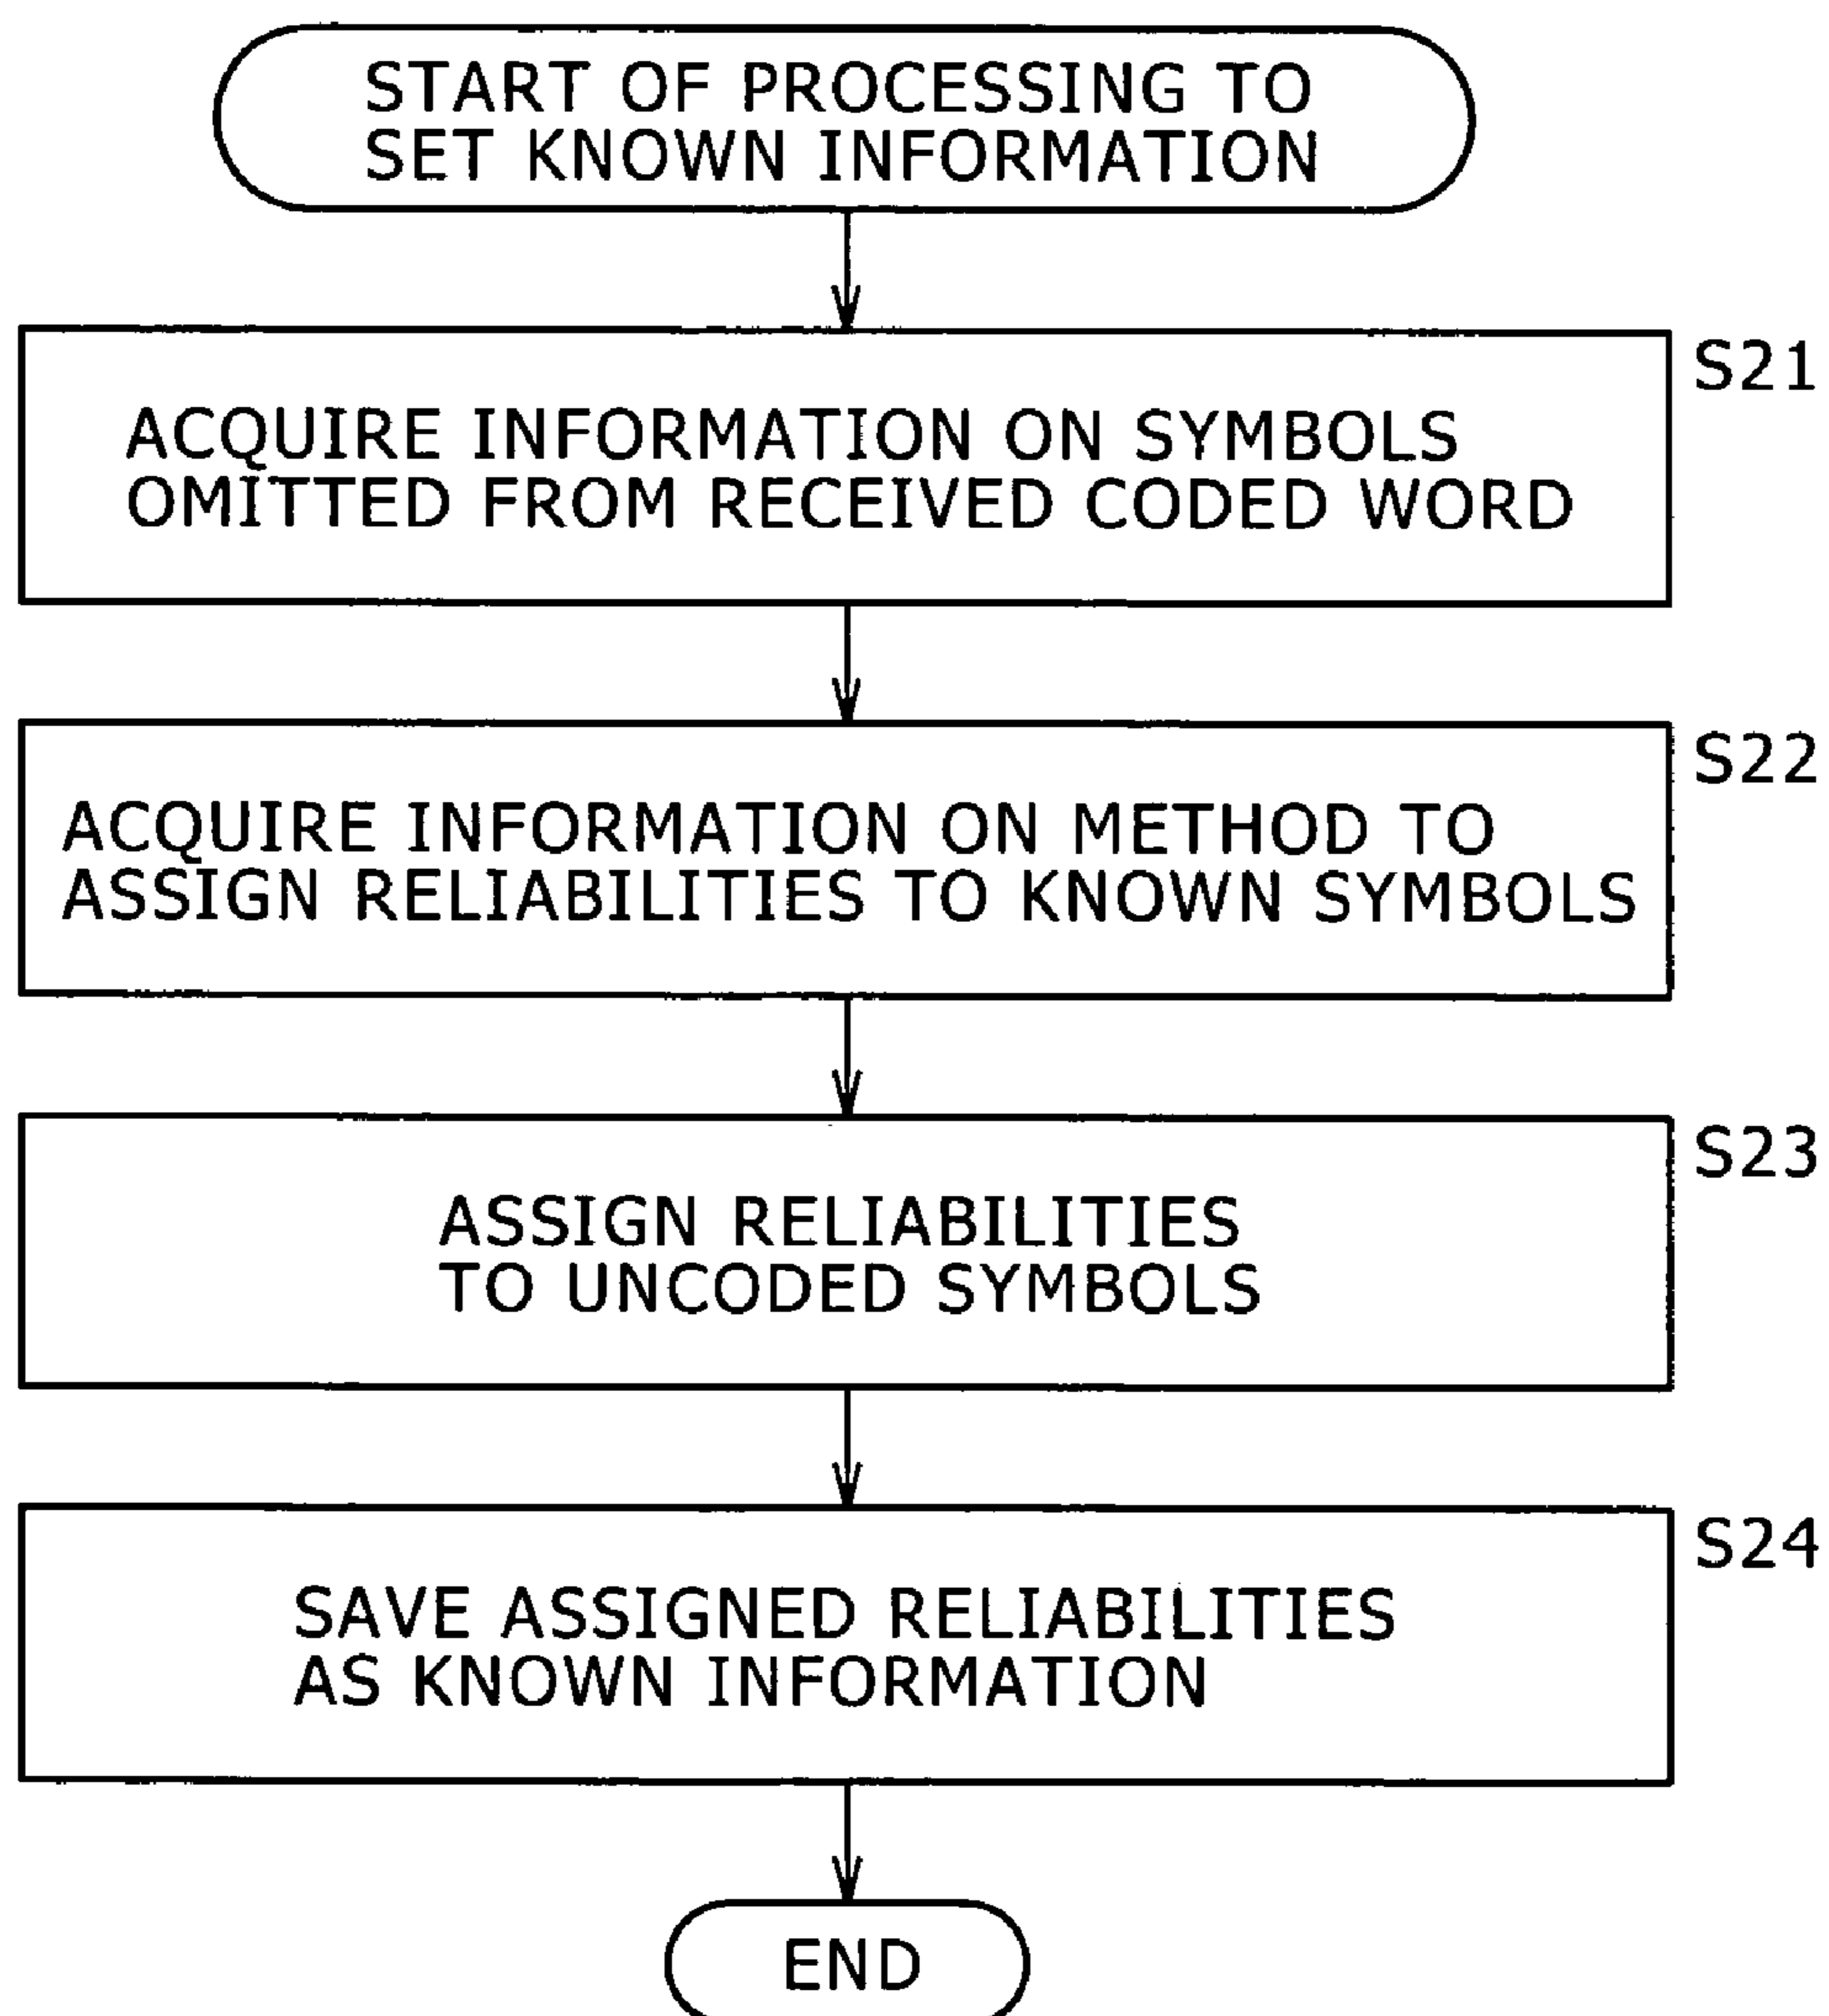 START OF PROCESSING TO
SET KNOWN INFORMATION
S21
ACQUIRE INFORMATION ON SYMBOLS
OMITTED FROM RECEIVED CODED WORD
S22
ACQUIRE INFORMATION ON METHOD TO
ASSIGN RELIABILITIES TO KNOWN SYMBOLS
S23
ASSIGN RELIABILITIES
TO UNCODED SYMBOLS
S24
SAVE ASSIGNED RELIABILITIES
AS KNOWN INFORMATION
END